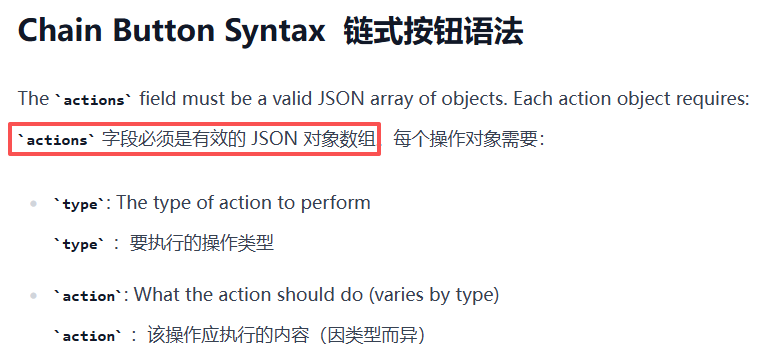 Chain Button Syntax 链式按钮语法
The `actions` field must be a valid JSON array of objects. Each action object requires:
`actions` 字段必须是有效的 JSON 对象数组。每个操作对象需要：
`type`: The type of action to perform
`type` ：要执行的操作类型
`action`: What the action should do (varies by type)
`action` ：该操作应执行的内容（因类型而异）